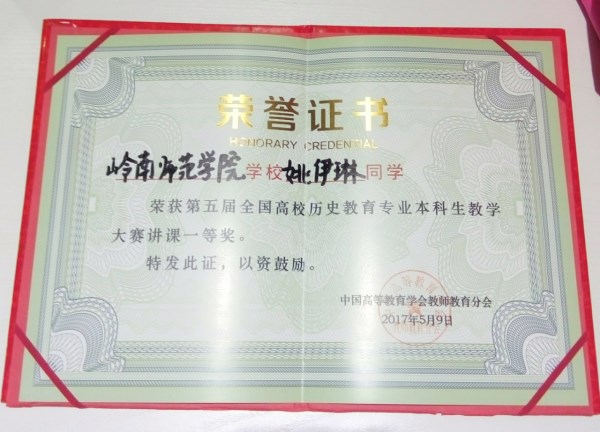 荣誉证书
HONORARY CREDENTIAL
岭南师范学院学校姚伊琳同学
荣获第五届全国高校历史教育专业本科生教学
大赛讲课一等奖。
特发此证，以资鼓励。
中国高等教育学会教师教育分会
2017年5月9日